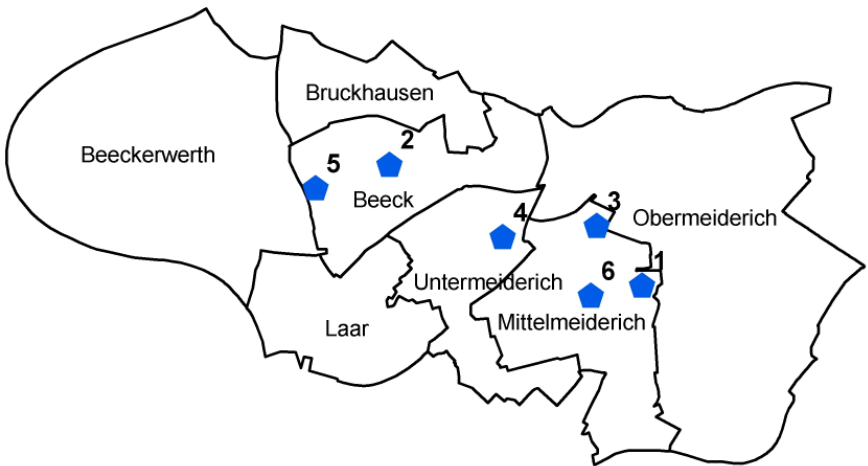 Bruckhausen
Beeckerwerth
2
5
Beeck
3
4
Obermeiderich
1
6
Untermeiderich
Mittelmeiderich
Laar